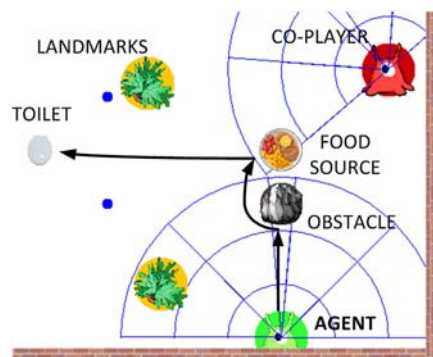 LANDMARKS
CO-PLAYER
TOILET
FOOD
SOURCE
OBSTACLE
AGENT